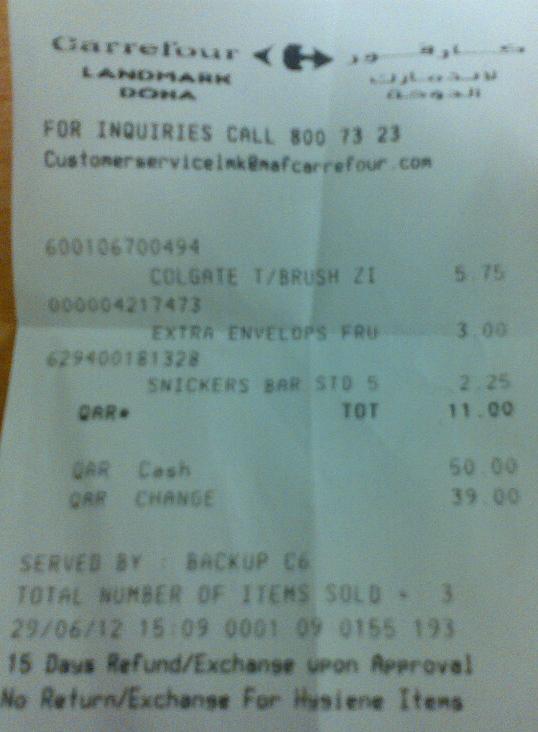 Carrefour كارفور
LANDMARK لاندمارك
DOHA الدوحة
FOR INQUIRIES CALL 800 73 23
Customerservicelmk@mafcarrefour.com
600106700494
COLGATE T/BRUSH ZI 5.75
000004217473
EXTRA ENVELOPS FRU 3.00
629400181328
SNICKERS BAR STD 5 2.25
QAR* TOT 11.00
QAR Cash 50.00
QAR CHANGE 39.00
SERVED BY : BACKUP C6
TOTAL NUMBER OF ITEMS SOLD = 3
29/06/12 15:09 0001 09 0155 193
15 Days Refund/Exchange upon Approval
No Return/Exchange For Hygiene Items